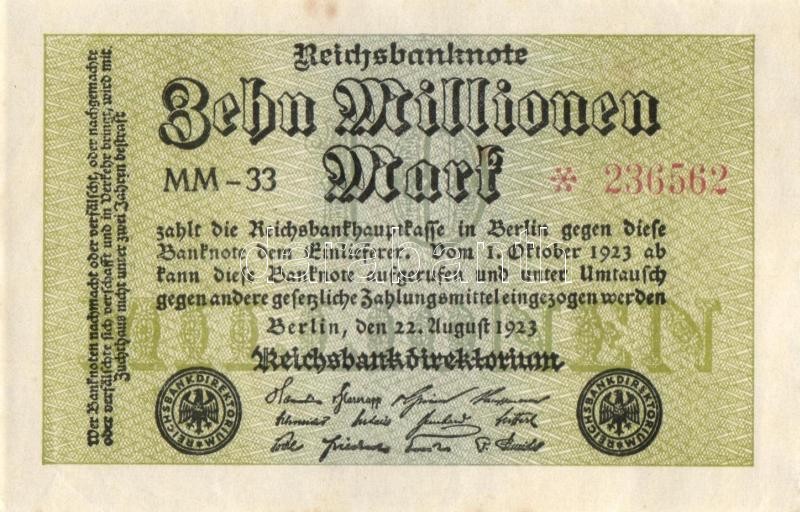 Reichsbanknote
Zehn Millionen
Mark
MM-33
* 236562
zahlt die Reichsbankhauptkasse in Berlin gegen diese
Banknote dem Einlieferer. Vom 1. Oktober 1923 ab
kann diese Banknote aufgerufen und unter Umtausch
gegen andere gesetzliche Zahlungsmittel eingezogen werden
Berlin, den 22. August 1923
Reichsbankdirektorium
REICHSBANKDIREKTORIUM
REICHSBANKDIREKTORIUM
Wer Banknoten nachmacht oder verfälscht, oder nachgemachte
oder verfälschte sich verschafft und in Verkehr bringt, wird mit
Zuchthaus nicht unter zwei Jahren bestraft
10
MILLIONEN